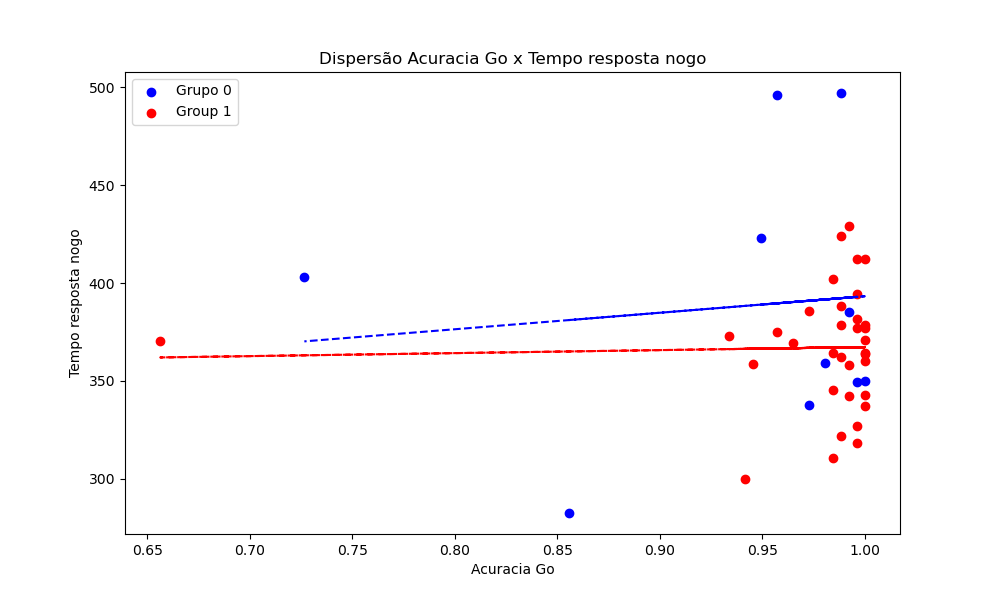 Dispersão Acuracia Go x Tempo resposta nogo
Grupo 0
Group 1
Tempo resposta nogo
500
450
400
350
300
0.65 0.70 0.75 0.80 0.85 0.90 0.95 1.00
Acuracia Go